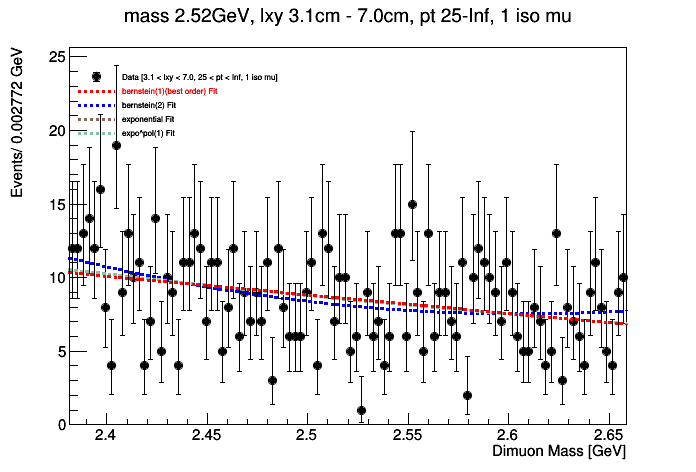 mass 2.52GeV, lxy 3.1cm - 7.0cm, pt 25-Inf, 1 iso mu
Events/ 0.002772 GeV
25
20
15
10
5
0
Data [3.1 < lxy < 7.0, 25 < pt < Inf, 1 iso mu]
bernstein(1)(best order) Fit
bernstein(2) Fit
exponential Fit
expo*pol(1) Fit
2.4 2.45 2.5 2.55 2.6 2.65
Dimuon Mass [GeV]